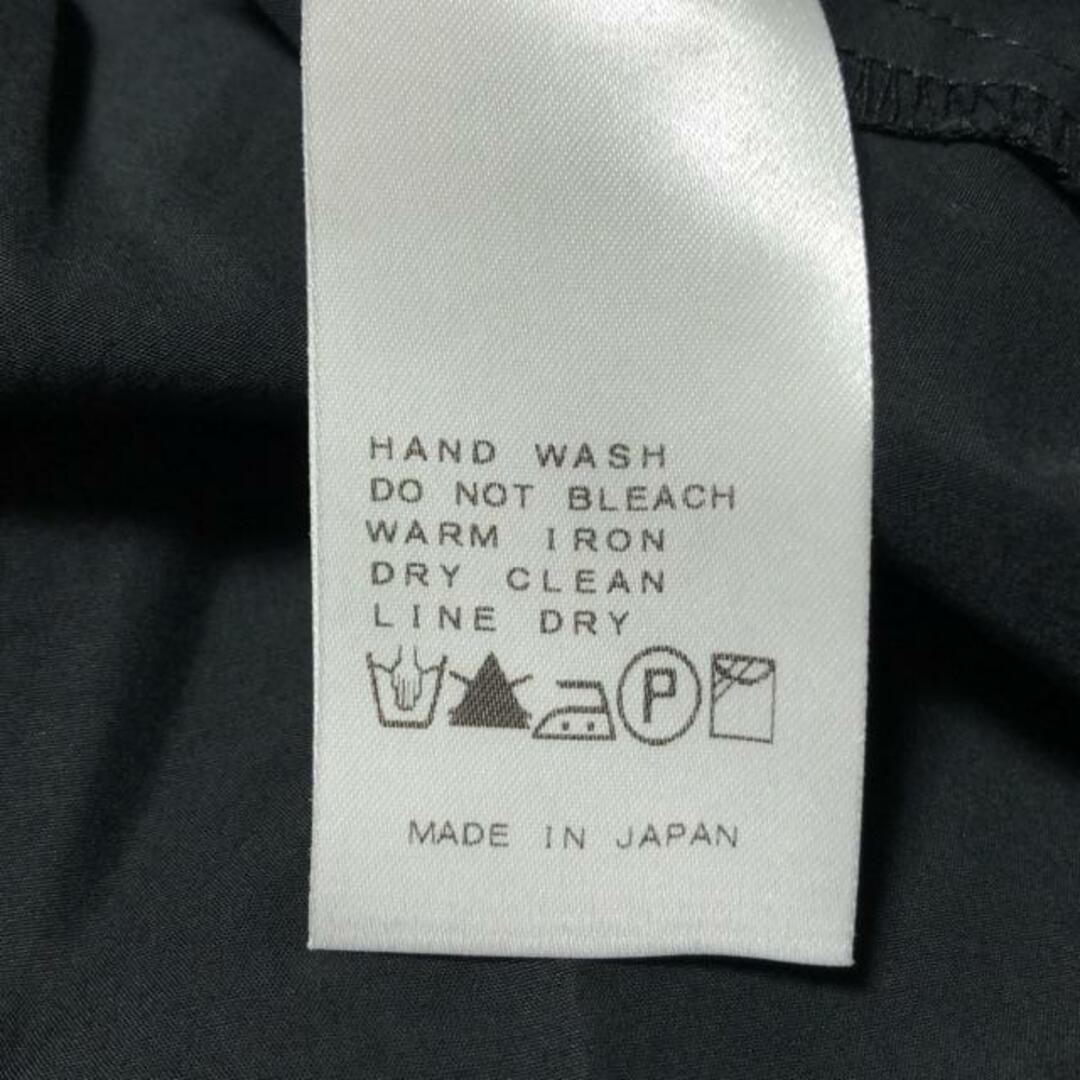 HAND WASH
DO NOT BLEACH
WARM IRON
DRY CLEAN
LINE DRY
P
MADE IN JAPAN